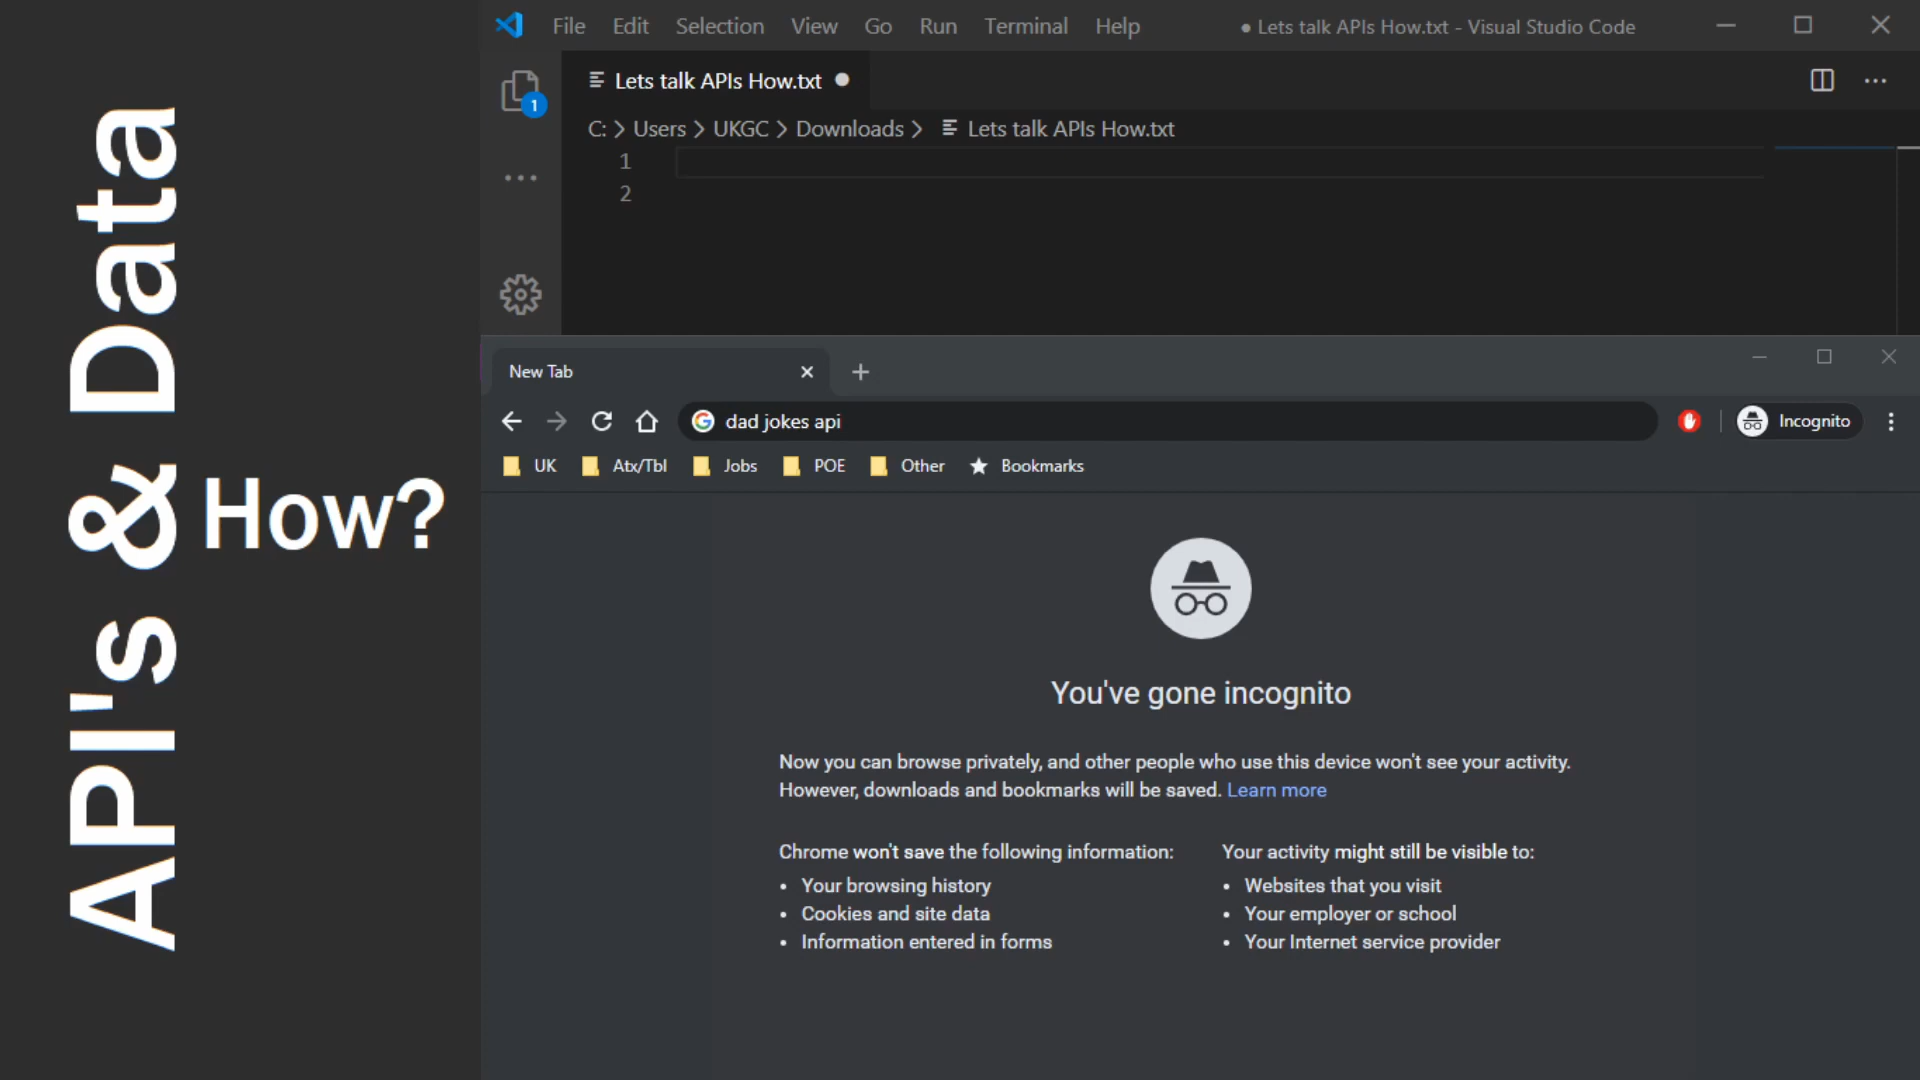 API's & Data
How?
File Edit Selection View Go Run Terminal Help ● Lets talk APIs How.txt - Visual Studio Code
1
Lets talk APIs How.txt
C: > Users > UKGC > Downloads > Lets talk APIs How.txt
1
2
New Tab
dad jokes api
Incognito
UK Atx/Tbl Jobs POE Other Bookmarks
You've gone incognito
Now you can browse privately, and other people who use this device won't see your activity.
However, downloads and bookmarks will be saved. Learn more
Chrome won't save the following information:
• Your browsing history
• Cookies and site data
• Information entered in forms
Your activity might still be visible to:
• Websites that you visit
• Your employer or school
• Your Internet service provider